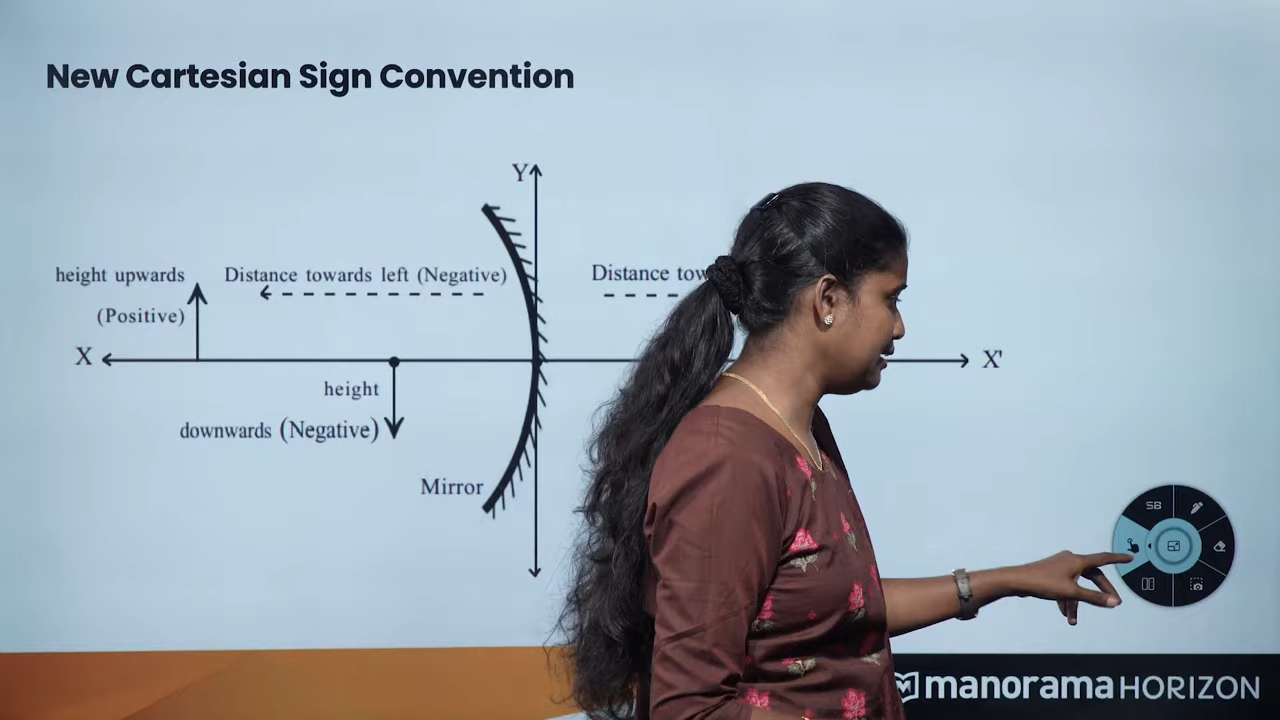 New Cartesian Sign Convention
Y
height upwards
(Positive)
Distance towards left (Negative)
Distance
X
X'
height
downwards (Negative)
Mirror
SB
manorama HORIZON